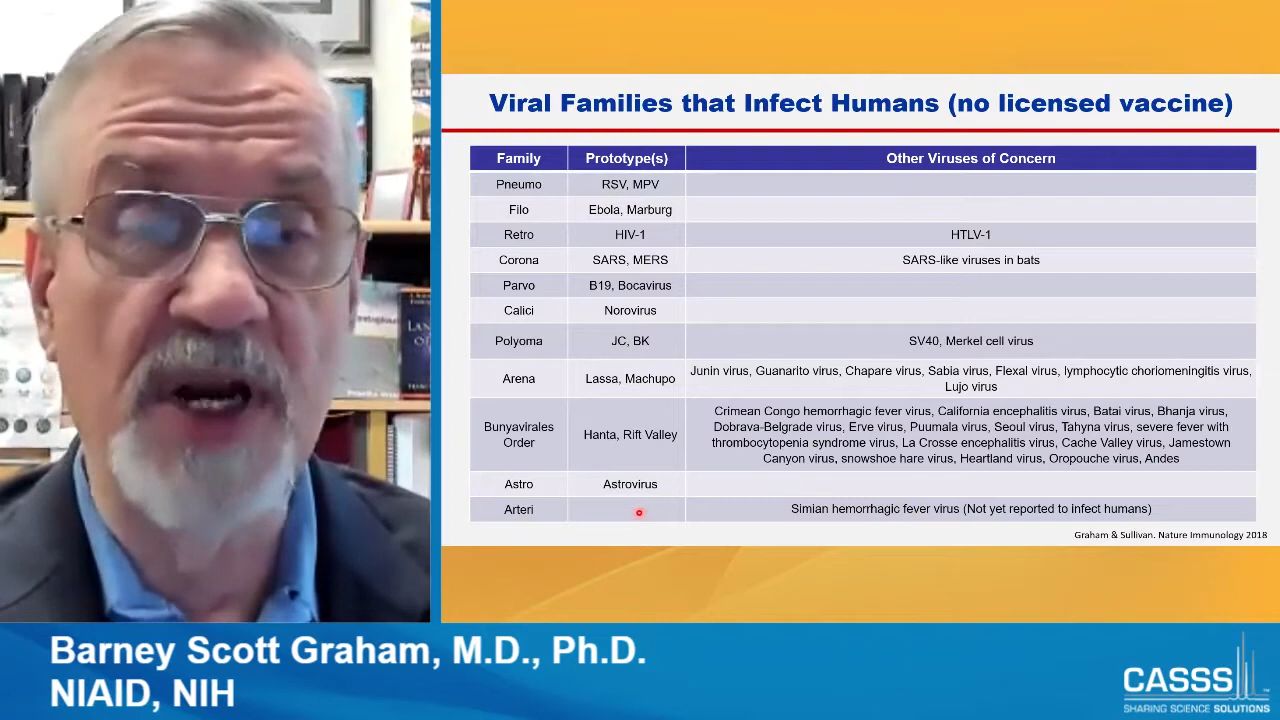 Viral Families that Infect Humans (no licensed vaccine)
Family Prototype(s) Other Viruses of Concern
Pneumo RSV, MPV
Filo Ebola, Marburg
Retro HIV-1 HTLV-1
Corona SARS, MERS SARS-like viruses in bats
Parvo B19, Bocavirus
Calici Norovirus
Polyoma JC, BK SV40, Merkel cell virus
Arena Lassa, Machupo Junin virus, Guanarito virus, Chapare virus, Sabia virus, Flexal virus, lymphocytic choriomeningitis virus,
Lujo virus
Bunyavirales
Order
Hanta, Rift Valley
Crimean Congo hemorrhagic fever virus, California encephalitis virus, Batai virus, Bhanja virus,
Dobrava-Belgrade virus, Erve virus, Puumala virus, Seoul virus, Tahyna virus, severe fever with
thrombocytopenia syndrome virus, La Crosse encephalitis virus, Cache Valley virus, Jamestown
Canyon virus, snowshoe hare virus, Heartland virus, Oropouche virus, Andes
Astro Astrovirus
Arteri Simian hemorrhagic fever virus (Not yet reported to infect humans)
Graham & Sullivan. Nature Immunology 2018
Barney Scott Graham, M.D., Ph.D.
NIAID, NIH
CASSS
SHARING SCIENCE SOLUTIONS